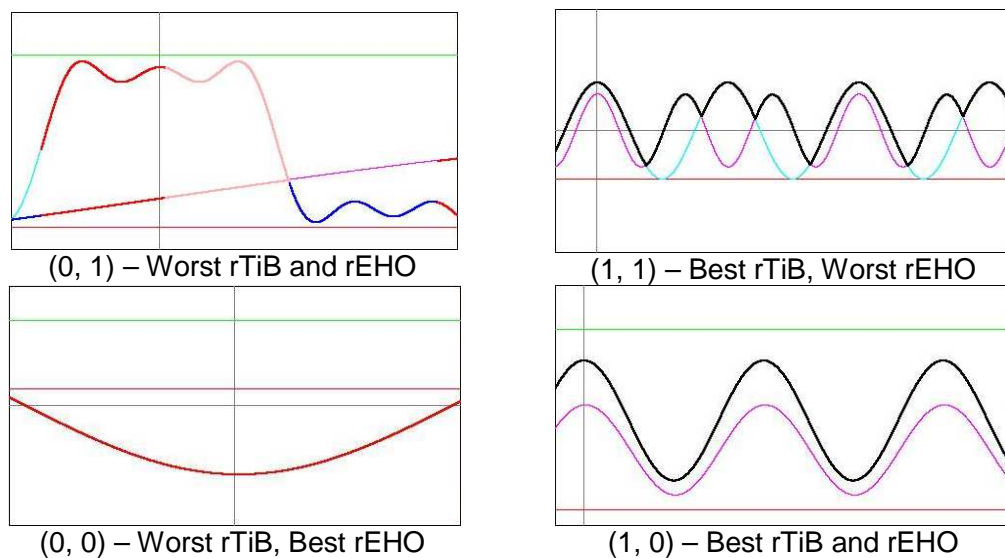 (0, 1) – Worst rTiB and rEHO
(1, 1) – Best rTiB, Worst rEHO
(0, 0) – Worst rTiB, Best rEHO
(1, 0) – Best rTiB and rEHO